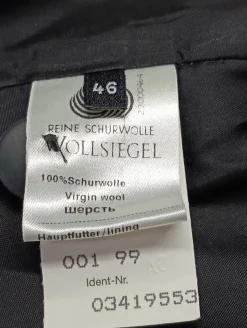 46
REINE SCHURWOLLE
WOLLSIEGEL
100%Schurwolle
Virgin wool
шерсть
Hauptfutter/lining
001 99
Ident-Nr.
03419553